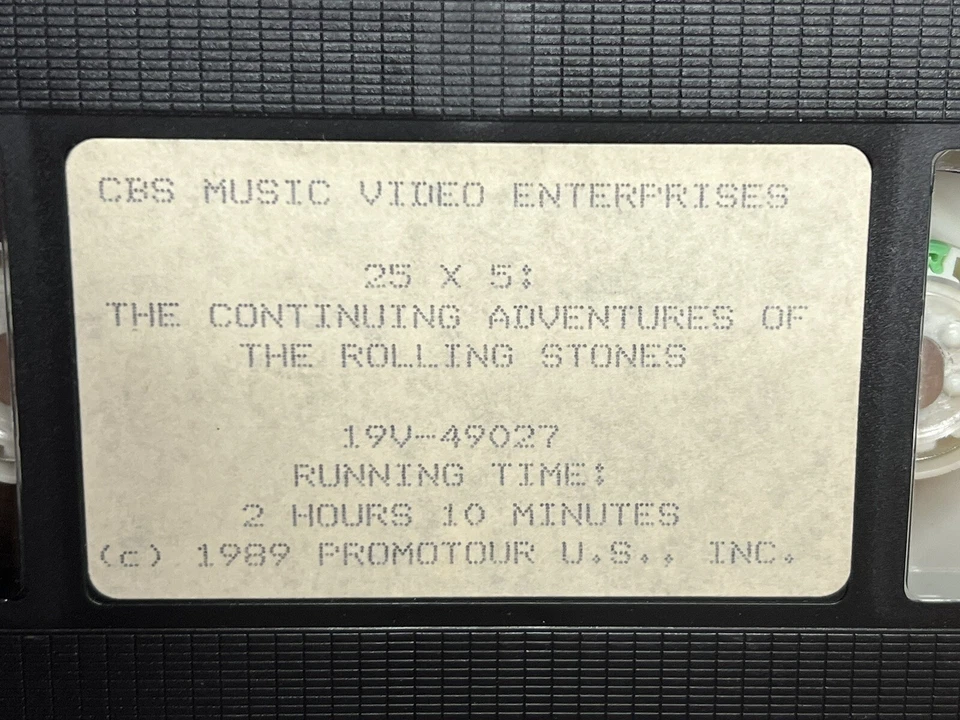 CBS MUSIC VIDEO ENTERPRISES
25 X 5:
THE CONTINUING ADVENTURES OF
THE ROLLING STONES
19V-49027
RUNNING TIME:
2 HOURS 10 MINUTES
(c) 1989 PROMOTOUR U.S., INC.